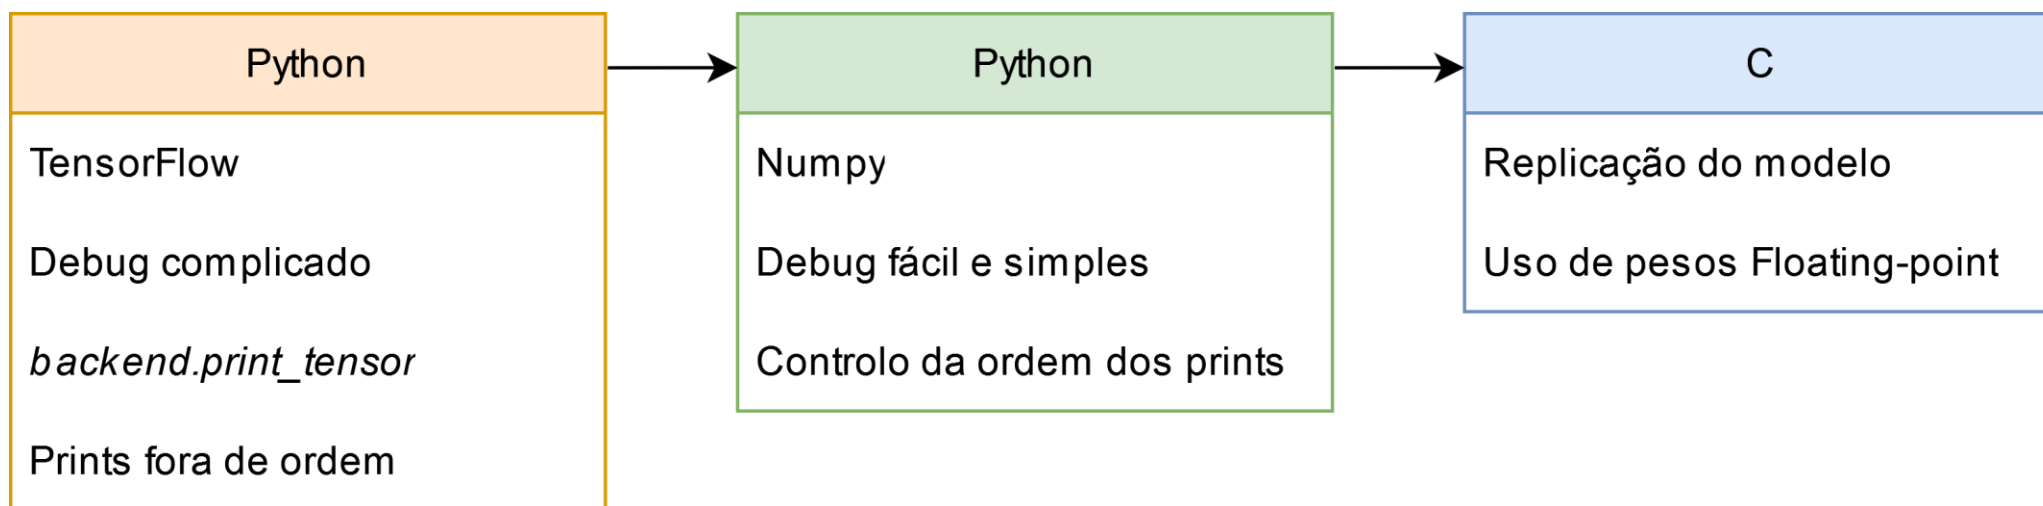 Python
TensorFlow
Debug complicado
backend.print_tensor
Prints fora de ordem
Python
Numpy
Debug fácil e simples
Controlo da ordem dos prints
C
Replicação do modelo
Uso de pesos Floating-point